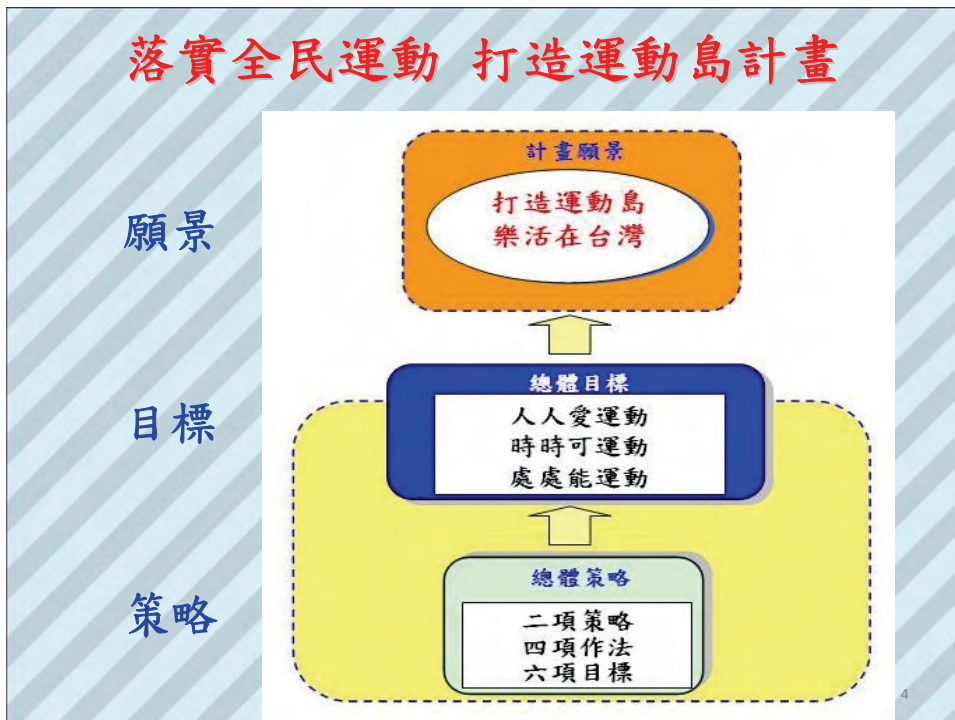 落實全民運動 打造運動島計畫
願景
計畫願景
打造運動島
樂活在台灣
目標
總體目標
人人愛運動
時時可運動
處處能運動
策略
總體策略
二項策略
四項作法
六項目標
4